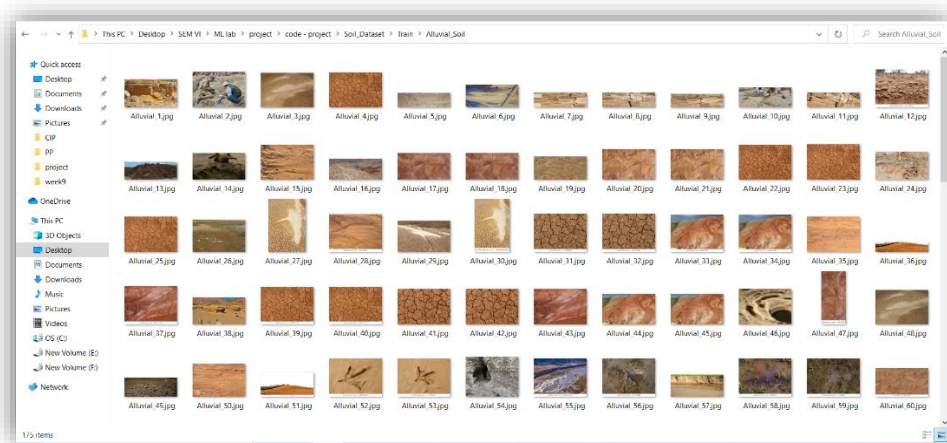 This PC > Desktop > SEM VI > ML lab > project > code - project > Soil_Dataset > Train > Alluvial_Soil
Search Alluvial_Soil
Quick access
Desktop
Documents
Downloads
Pictures
CIP
PP
project
week9
OneDrive
This PC
3D Objects
Desktop
Documents
Downloads
Music
Pictures
Videos
OS (C:)
New Volume (E:)
New Volume (F:)
Network
Alluvial_1.jpg Alluvial_2.jpg Alluvial_3.jpg Alluvial_4.jpg Alluvial_5.jpg Alluvial_6.jpg Alluvial_7.jpg Alluvial_8.jpg Alluvial_9.jpg Alluvial_10.jpg Alluvial_11.jpg Alluvial_12.jpg
Alluvial_13.jpg Alluvial_14.jpg Alluvial_15.jpg Alluvial_16.jpg Alluvial_17.jpg Alluvial_18.jpg Alluvial_19.jpg Alluvial_20.jpg Alluvial_21.jpg Alluvial_22.jpg Alluvial_23.jpg Alluvial_24.jpg
Alluvial_25.jpg Alluvial_26.jpg Alluvial_27.jpg Alluvial_28.jpg Alluvial_29.jpg Alluvial_30.jpg Alluvial_31.jpg Alluvial_32.jpg Alluvial_33.jpg Alluvial_34.jpg Alluvial_35.jpg Alluvial_36.jpg
Alluvial_37.jpg Alluvial_38.jpg Alluvial_39.jpg Alluvial_40.jpg Alluvial_41.jpg Alluvial_42.jpg Alluvial_43.jpg Alluvial_44.jpg Alluvial_45.jpg Alluvial_46.jpg Alluvial_47.jpg Alluvial_48.jpg
Alluvial_49.jpg Alluvial_50.jpg Alluvial_51.jpg Alluvial_52.jpg Alluvial_53.jpg Alluvial_54.jpg Alluvial_55.jpg Alluvial_56.jpg Alluvial_57.jpg Alluvial_58.jpg Alluvial_59.jpg Alluvial_60.jpg
175 items